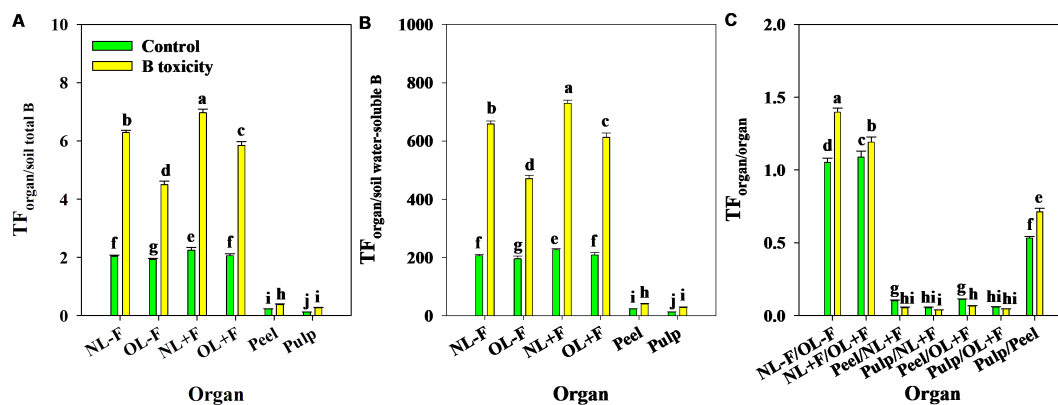 A
TForgan/soil total B
10
8
6
4
2
0
Control
B toxicity
f
b
g
d
e
a
f
c
i
h
j
i
NL-F
OL-F
NL+F
OL+F
Peel
Pulp
Organ
B
TForgan/soil water-soluble B
1000
800
600
400
200
0
f
b
g
d
e
a
f
c
i
h
j
i
NL-F
OL-F
NL+F
OL+F
Peel
Pulp
Organ
C
TForgan/organ
2.0
1.5
1.0
0.5
0.0
d
a
c
b
g
hi
hi
i
g
h
hi
hi
f
e
NL-F/OL-F
NL+F/OL+F
Peel/NL+F
Pulp/NL+F
Peel/OL+F
Pulp/OL+F
Pulp/Peel
Organ